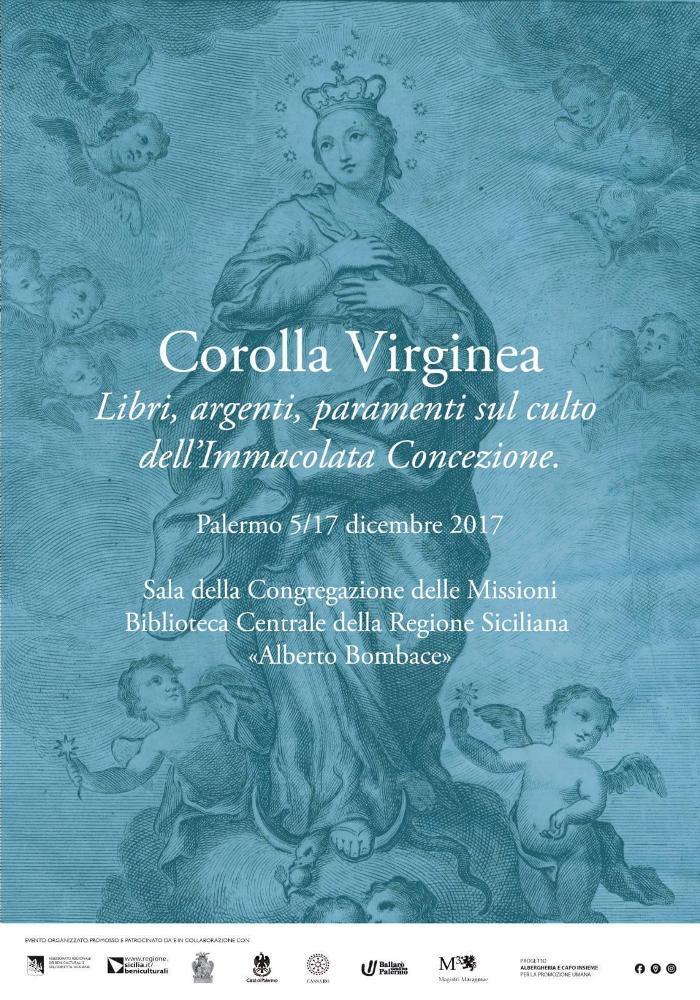 Corolla Virginea
Libri, argenti, paramenti sul culto
dell’Immacolata Concezione.
Palermo 5/17 dicembre 2017
Sala della Congregazione delle Missioni
Biblioteca Centrale della Regione Siciliana
«Alberto Bombace»
EVENTO ORGANIZZATO, PROMOSSO E PATROCINATO DA E IN COLLABORAZIONE CON
ASSESSORATO REGIONALE
DEI BENI CULTURALI E
DELL'IDENTITÀ SICILIANA
www.regione.
sicilia.it/
beniculturali
Città di Palermo
CASSARO
Ballarò
significa
Palermo
M3
Magistri Maragmae
PROGETTO
ALBERGHERIA E CAPO INSIEME
PER LA PROMOZIONE UMANA